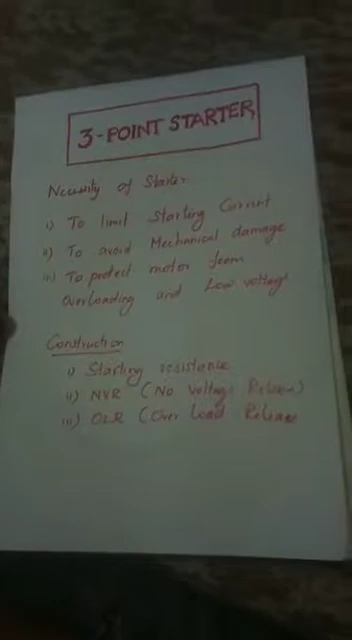 3-POINT STARTER
Necessity of Starter
i) To limit Starting Current
ii) To avoid Mechanical damage
iii) To protect motor from
Overloading and Low voltage
Construction
i) Starting resistance
ii) NVR (No Voltage Release)
iii) OLR (Over Load Release